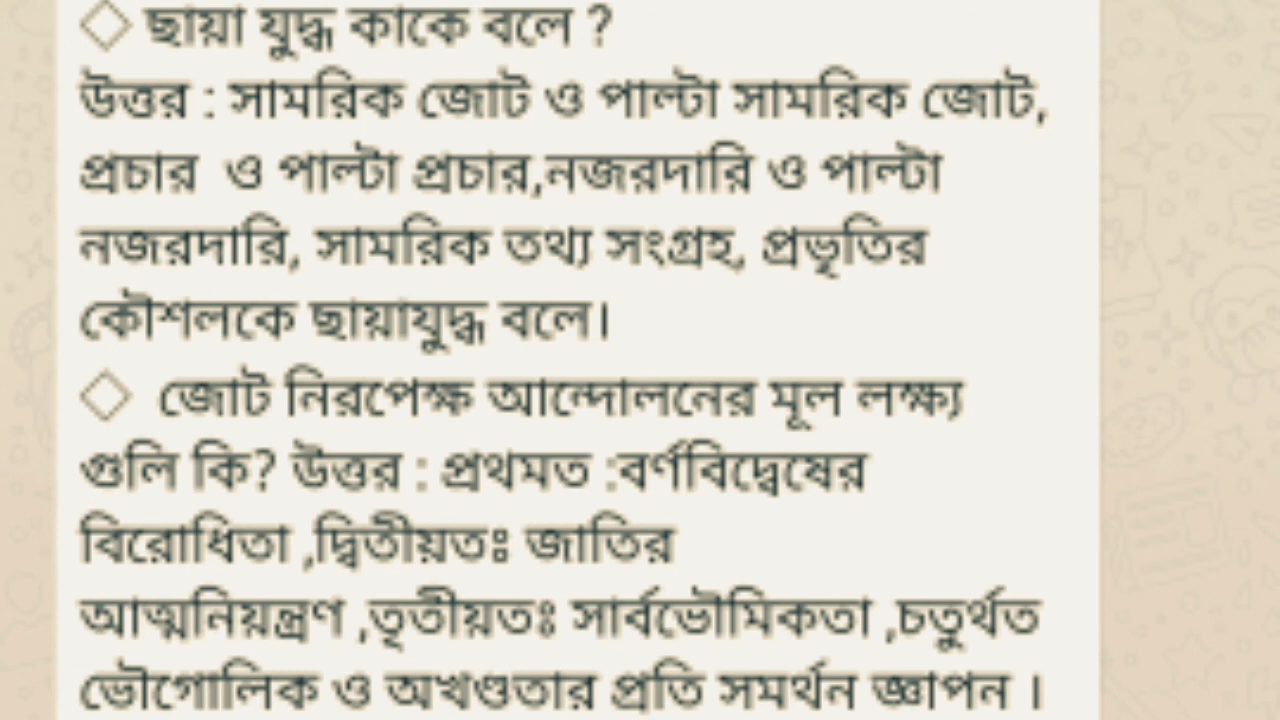 ◇ ছায়া যুদ্ধ কাকে বলে ?
উত্তর : সামরিক জোট ও পাল্টা সামরিক জোট,
প্রচার ও পাল্টা প্রচার,নজরদারি ও পাল্টা
নজরদারি, সামরিক তথ্য সংগ্রহ, প্রভৃতির
কৌশলকে ছায়াযুদ্ধ বলে।
◇ জোট নিরপেক্ষ আন্দোলনের মূল লক্ষ্য
গুলি কি? উত্তর : প্রথমত :বর্ণবিদ্বেষের
বিরোধিতা ,দ্বিতীয়তঃ জাতির
আত্মনিয়ন্ত্রণ ,তৃতীয়তঃ সার্বভৌমিকতা ,চতুর্থত
ভৌগোলিক ও অখণ্ডতার প্রতি সমর্থন জ্ঞাপন ।